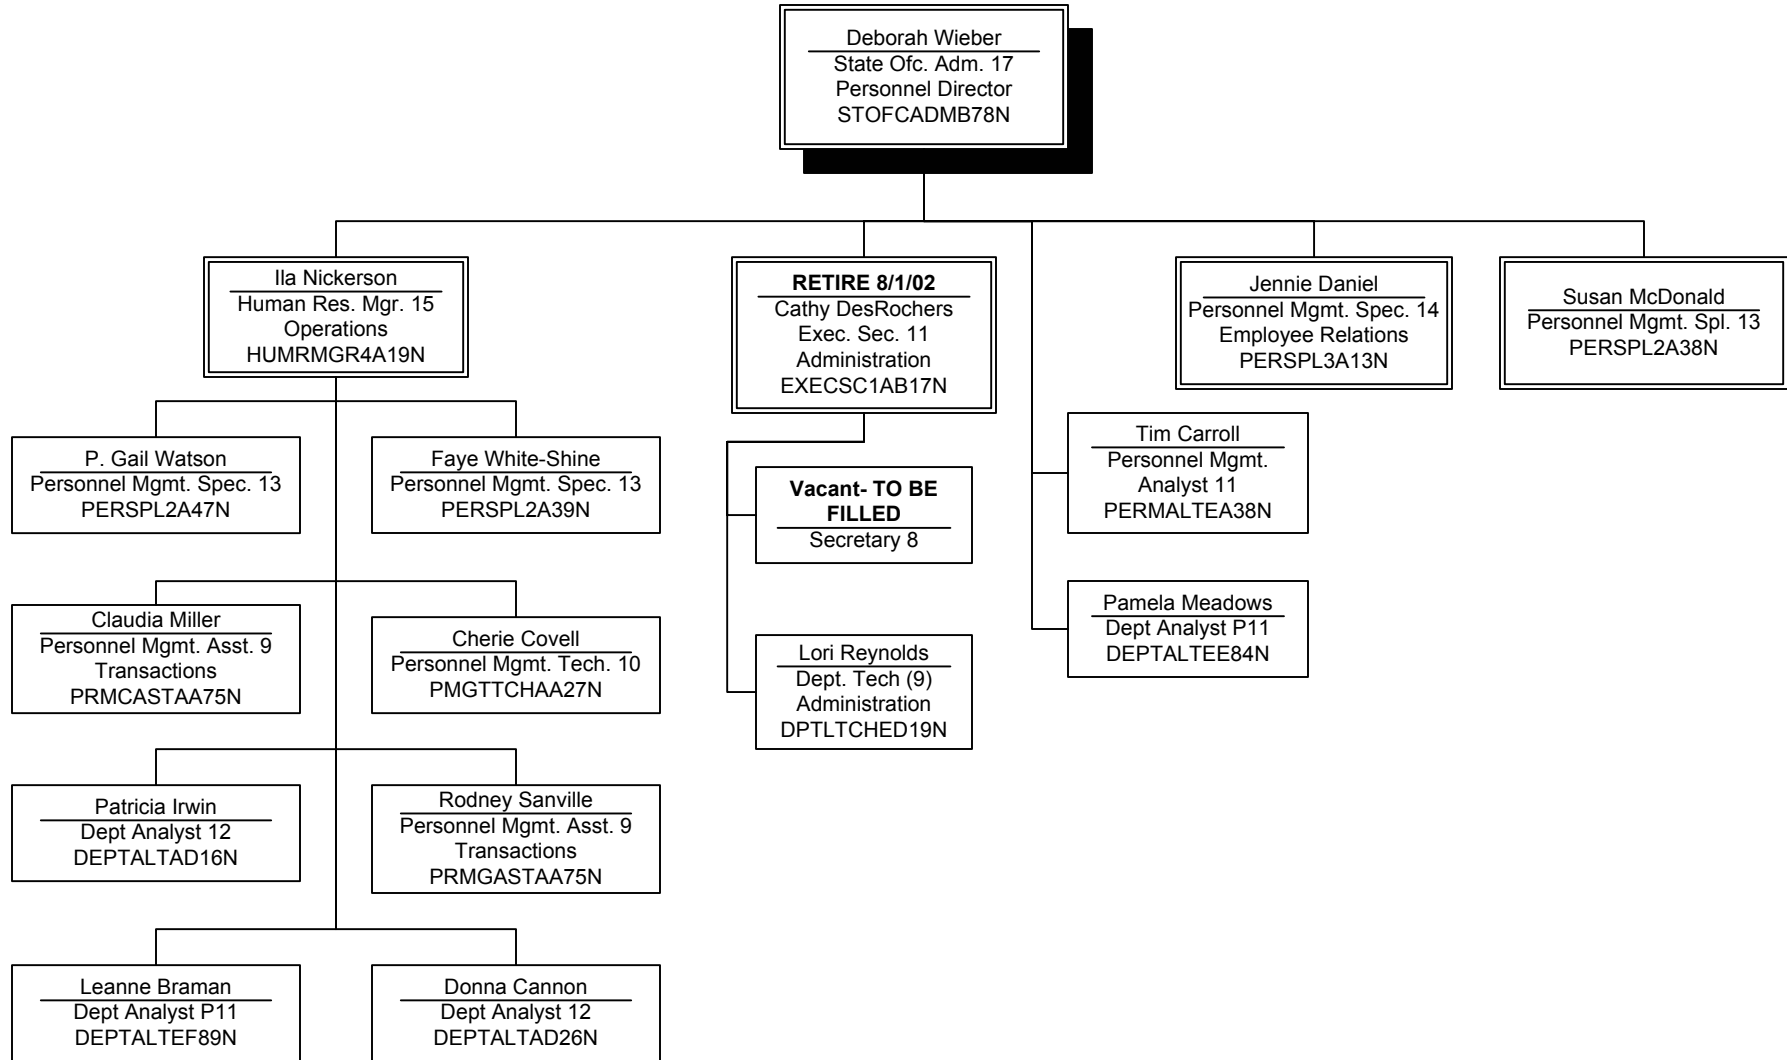 Deborah Wieber
State Ofc. Adm. 17
Personnel Director
STOFCADMB78N
Ila Nickerson
Human Res. Mgr. 15
Operations
HUMRMGR4A19N
RETIRE 8/1/02
Cathy DesRochers
Exec. Sec. 11
Administration
EXECSC1AB17N
Jennie Daniel
Personnel Mgmt. Spec. 14
Employee Relations
PERSPL3A13N
Susan McDonald
Personnel Mgmt. Spl. 13
PERSPL2A38N
P. Gail Watson
Personnel Mgmt. Spec. 13
PERSPL2A47N
Faye White-Shine
Personnel Mgmt. Spec. 13
PERSPL2A39N
Vacant- TO BE
FILLED
Secretary 8
Tim Carroll
Personnel Mgmt.
Analyst 11
PERMALTEA38N
Claudia Miller
Personnel Mgmt. Asst. 9
Transactions
PRMCASTAA75N
Cherie Covell
Personnel Mgmt. Tech. 10
PMGTTCHAA27N
Lori Reynolds
Dept. Tech (9)
Administration
DPTLTCHED19N
Pamela Meadows
Dept Analyst P11
DEPTALTEE84N
Patricia Irwin
Dept Analyst 12
DEPTALTAD16N
Rodney Sanville
Personnel Mgmt. Asst. 9
Transactions
PRMGASTAA75N
Leanne Braman
Dept Analyst P11
DEPTALTEF89N
Donna Cannon
Dept Analyst 12
DEPTALTAD26N